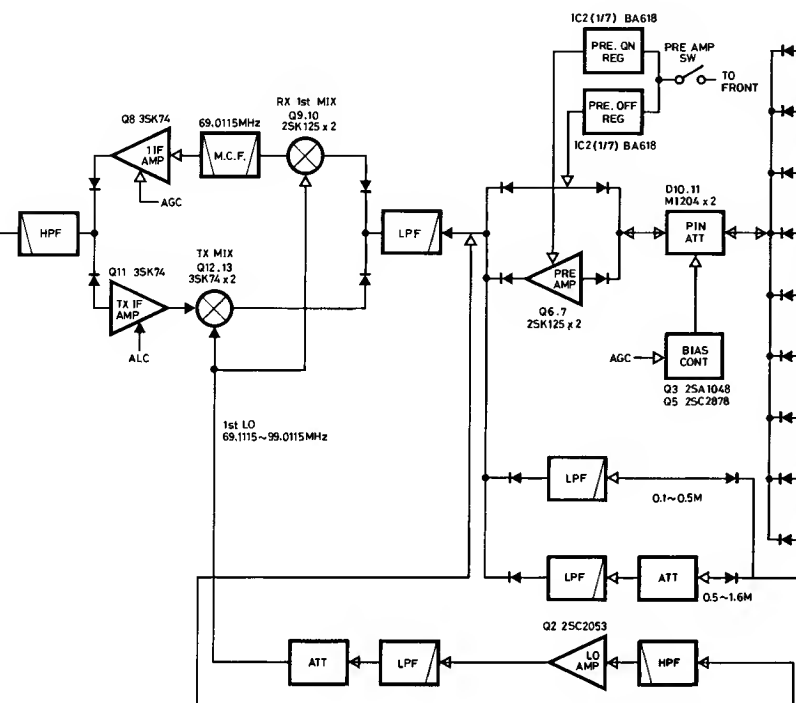 IC2(1/7) BA618
PRE. ON
REG
PRE AMP
SW
TO
FRONT
PRE. OFF
REG
IC2(1/7) BA618
RX 1st MIX
Q9.10
2SK125 x 2
Q8 3SK74
1 IF
AMP
69.0115MHz
M.C.F.
AGC
HPF
LPF
D10.11
M1204 x 2
PIN
ATT
Q11 3SK74
TX IF
AMP
TX MIX
Q12.13
3SK74 x 2
PRE
AMP
Q6.7
2SK125 x 2
ALC
AGC
BIAS
CONT
Q3 2SA1048
Q5 2SC2878
1st LO
69.1115~99.0115MHz
LPF
0.1~0.5M
LPF
ATT
0.5~1.6M
Q2 2SC2053
ATT
LPF
LO
AMP
HPF